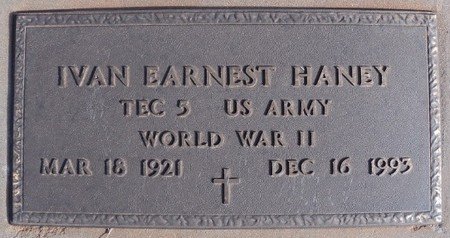 IVAN EARNEST HANEY
TEC 5 US ARMY
WORLD WAR II
MAR 18 1921 DEC 16 1993